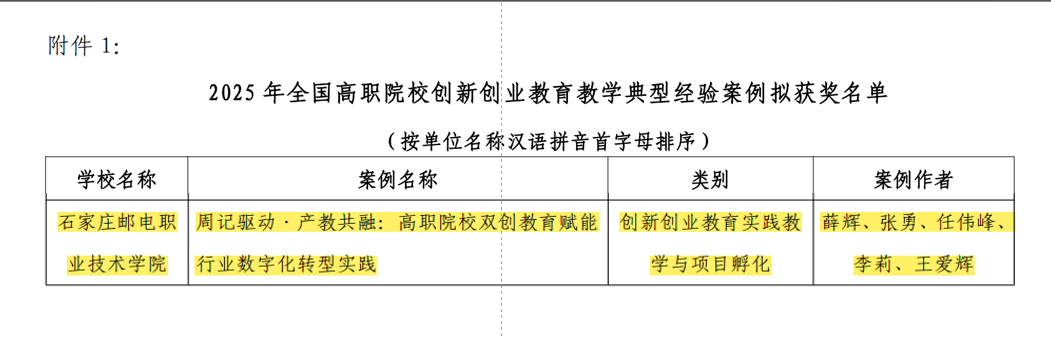 附件 1：
2025 年全国高职院校创新创业教育教学典型经验案例拟获奖名单
（按单位名称汉语拼音首字母排序）
学校名称 案例名称 类别 案例作者
石家庄邮电职 周记驱动·产教共融：高职院校双创教育赋能 创新创业教育实践教 薛辉、张勇、任伟峰、
业技术学院 行业数字化转型实践 学与项目孵化 李莉、王爱辉